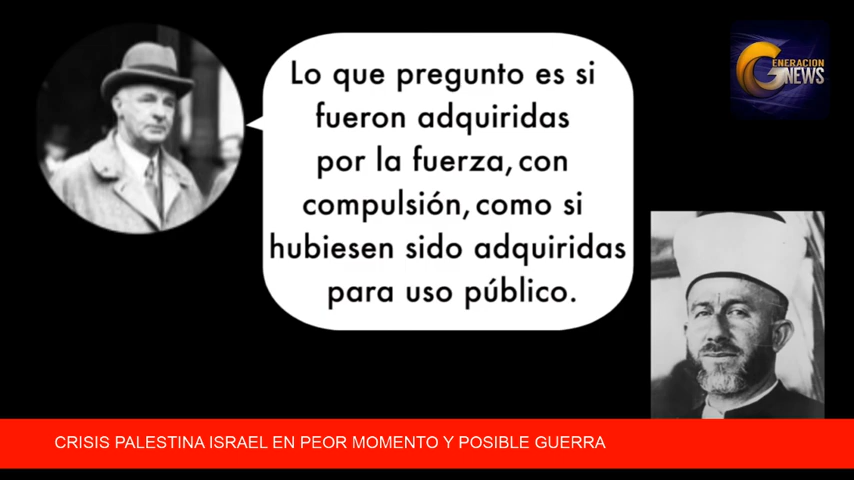 Lo que pregunto es si
fueron adquiridas
por la fuerza, con
compulsión, como si
hubiesen sido adquiridas
para uso público.
GENERACION
NEWS
CRISIS PALESTINA ISRAEL EN PEOR MOMENTO Y POSIBLE GUERRA